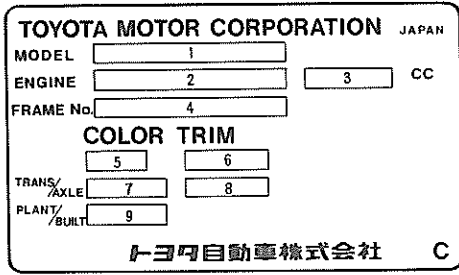 TOYOTA MOTOR CORPORATION JAPAN
MODEL 1
ENGINE 2 3 CC
FRAME No. 4
COLOR TRIM
5 6
TRANS/AXLE 7 8
PLANT/BUILT 9
トヨタ自動車株式会社 C